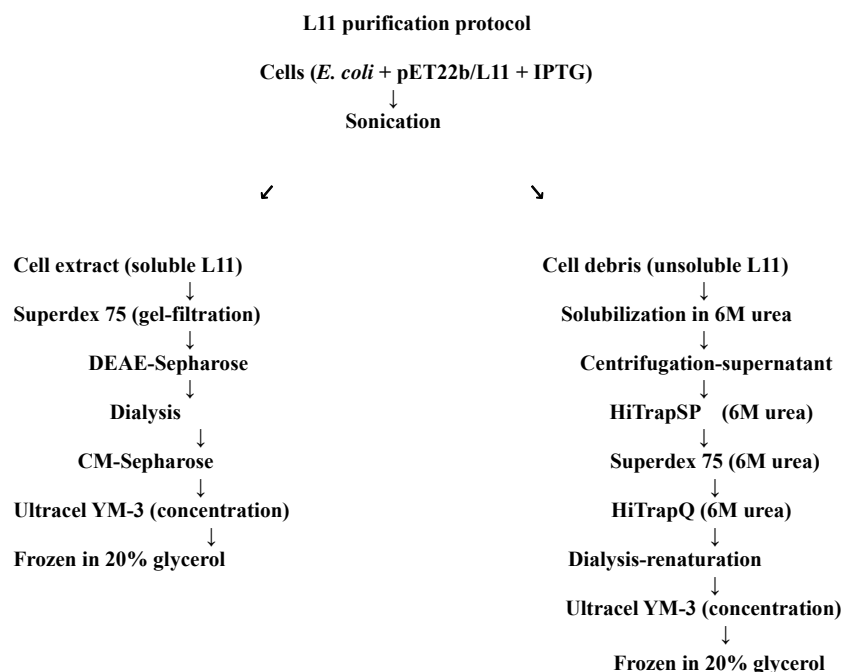 L11 purification protocol
Cells (E. coli + pET22b/L11 + IPTG)
↓
Sonication
↙ ↘
Cell extract (soluble L11)
↓
Superdex 75 (gel-filtration)
↓
DEAE-Sepharose
↓
Dialysis
↓
CM-Sepharose
↓
Ultracel YM-3 (concentration)
↓
Frozen in 20% glycerol
Cell debris (unsoluble L11)
↓
Solubilization in 6M urea
↓
Centrifugation-supernatant
↓
HiTrapSP (6M urea)
↓
Superdex 75 (6M urea)
↓
HiTrapQ (6M urea)
↓
Dialysis-renaturation
↓
Ultracel YM-3 (concentration)
↓
Frozen in 20% glycerol